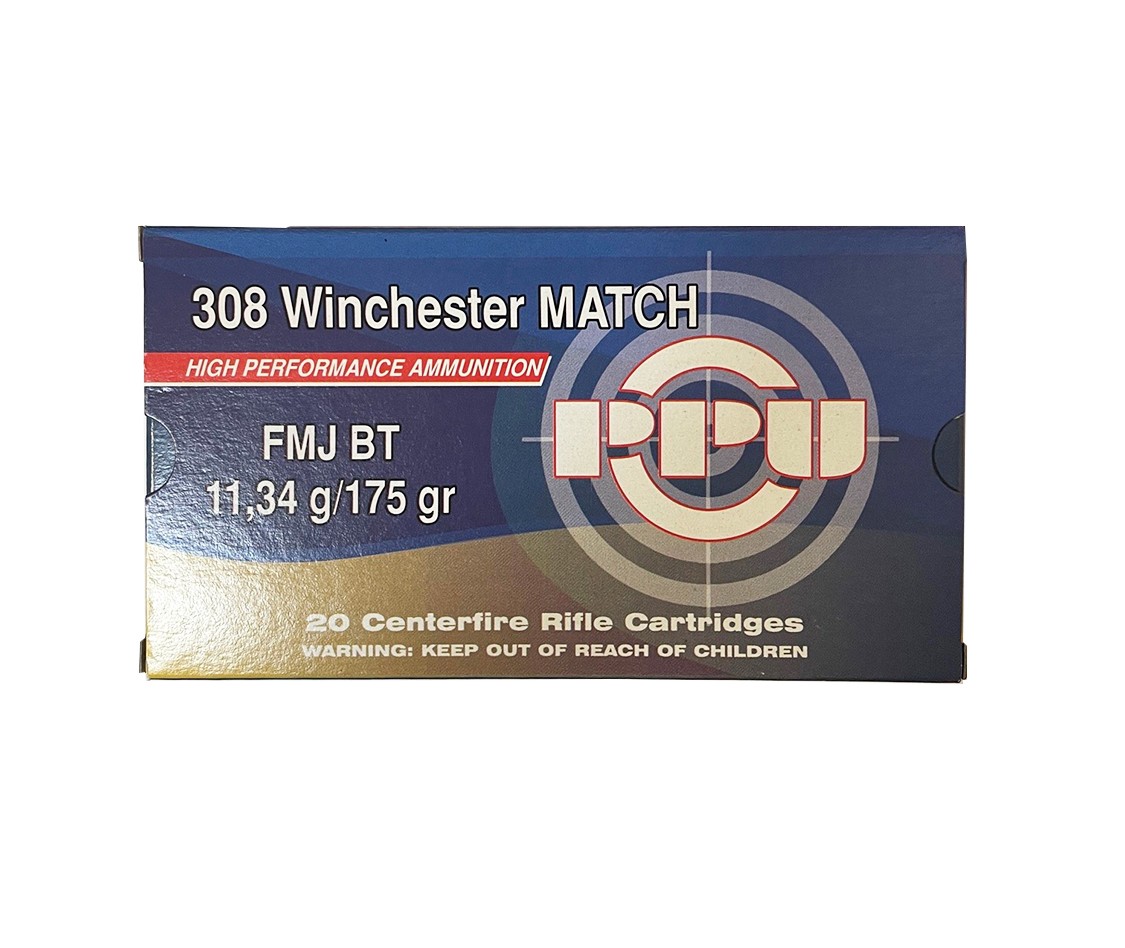 308 Winchester MATCH
HIGH PERFORMANCE AMMUNITION
PPU
FMJ BT
11,34 g/175 gr
20 Centerfire Rifle Cartridges
WARNING: KEEP OUT OF REACH OF CHILDREN